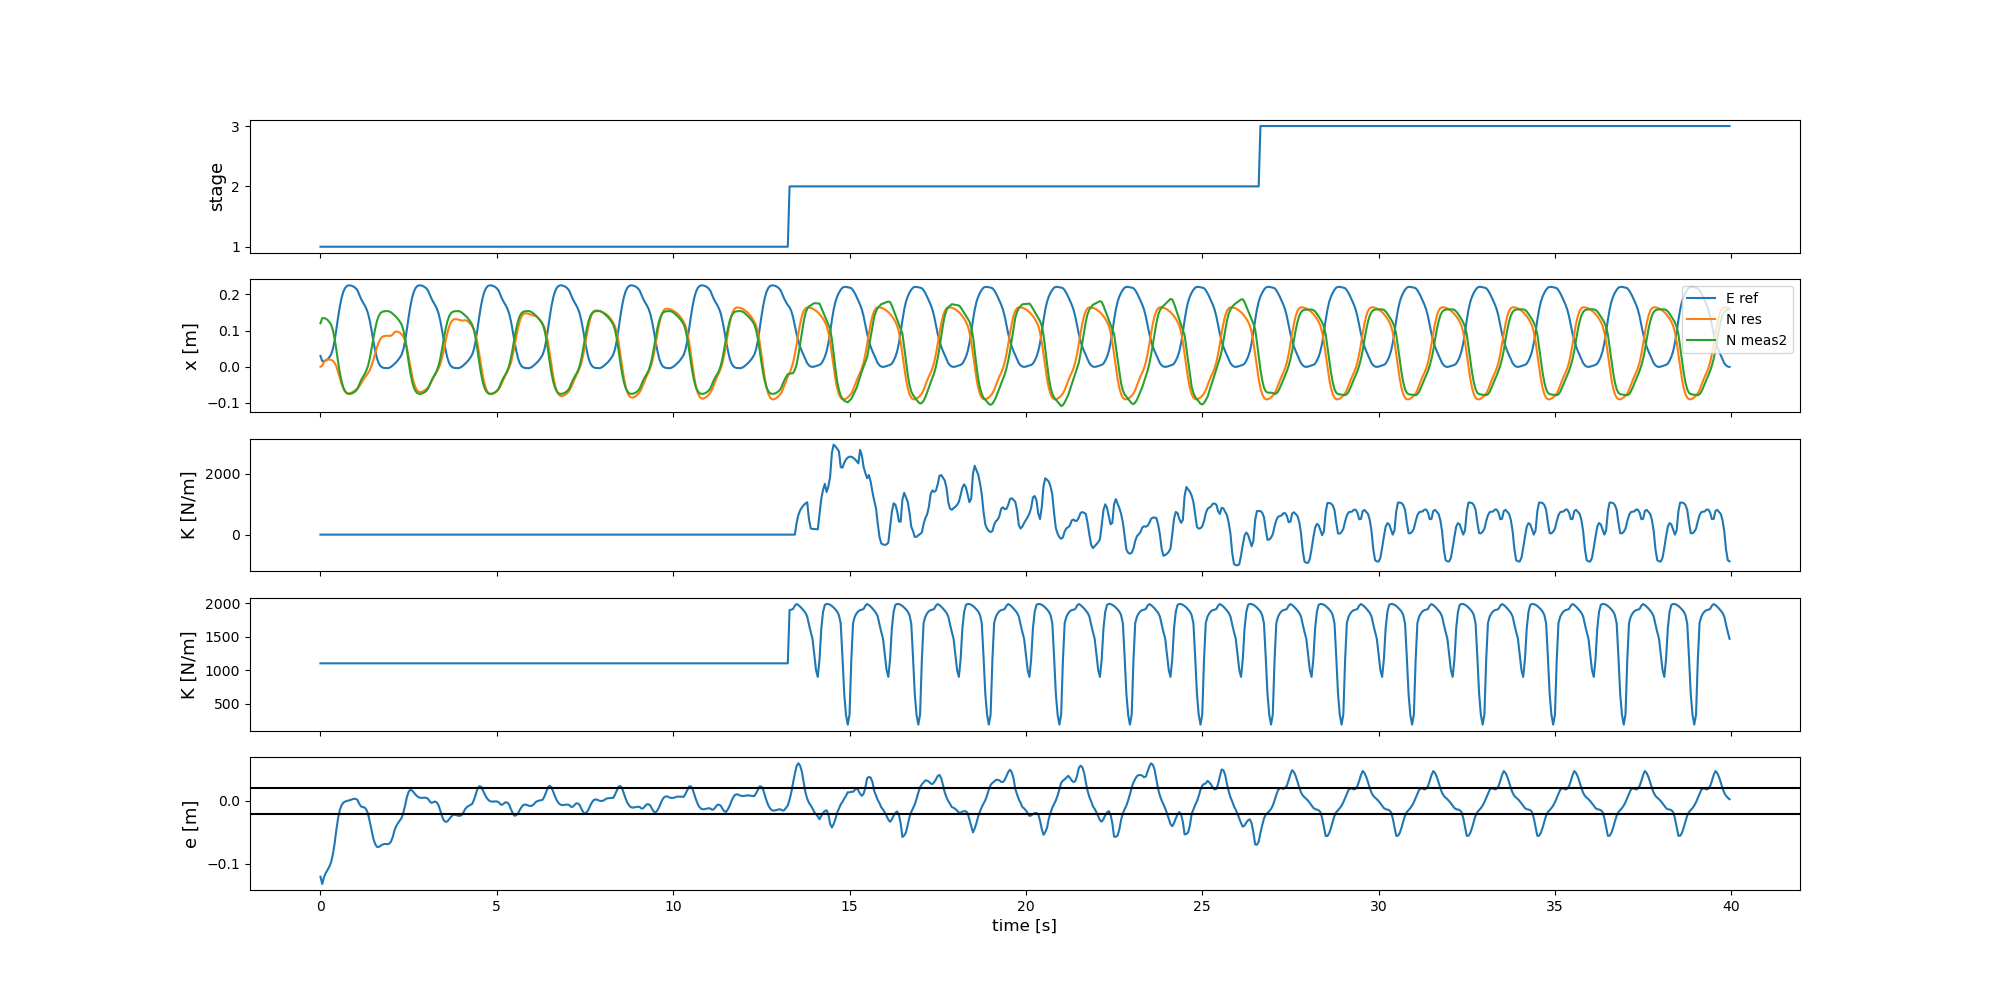 stage
3
2
1
x [m]
0.2
0.1
0.0
−0.1
E ref
N res
N meas2
K [N/m]
2000
0
K [N/m]
2000
1500
1000
500
e [m]
0.0
−0.1
0 5 10 15 20 25 30 35 40
time [s]